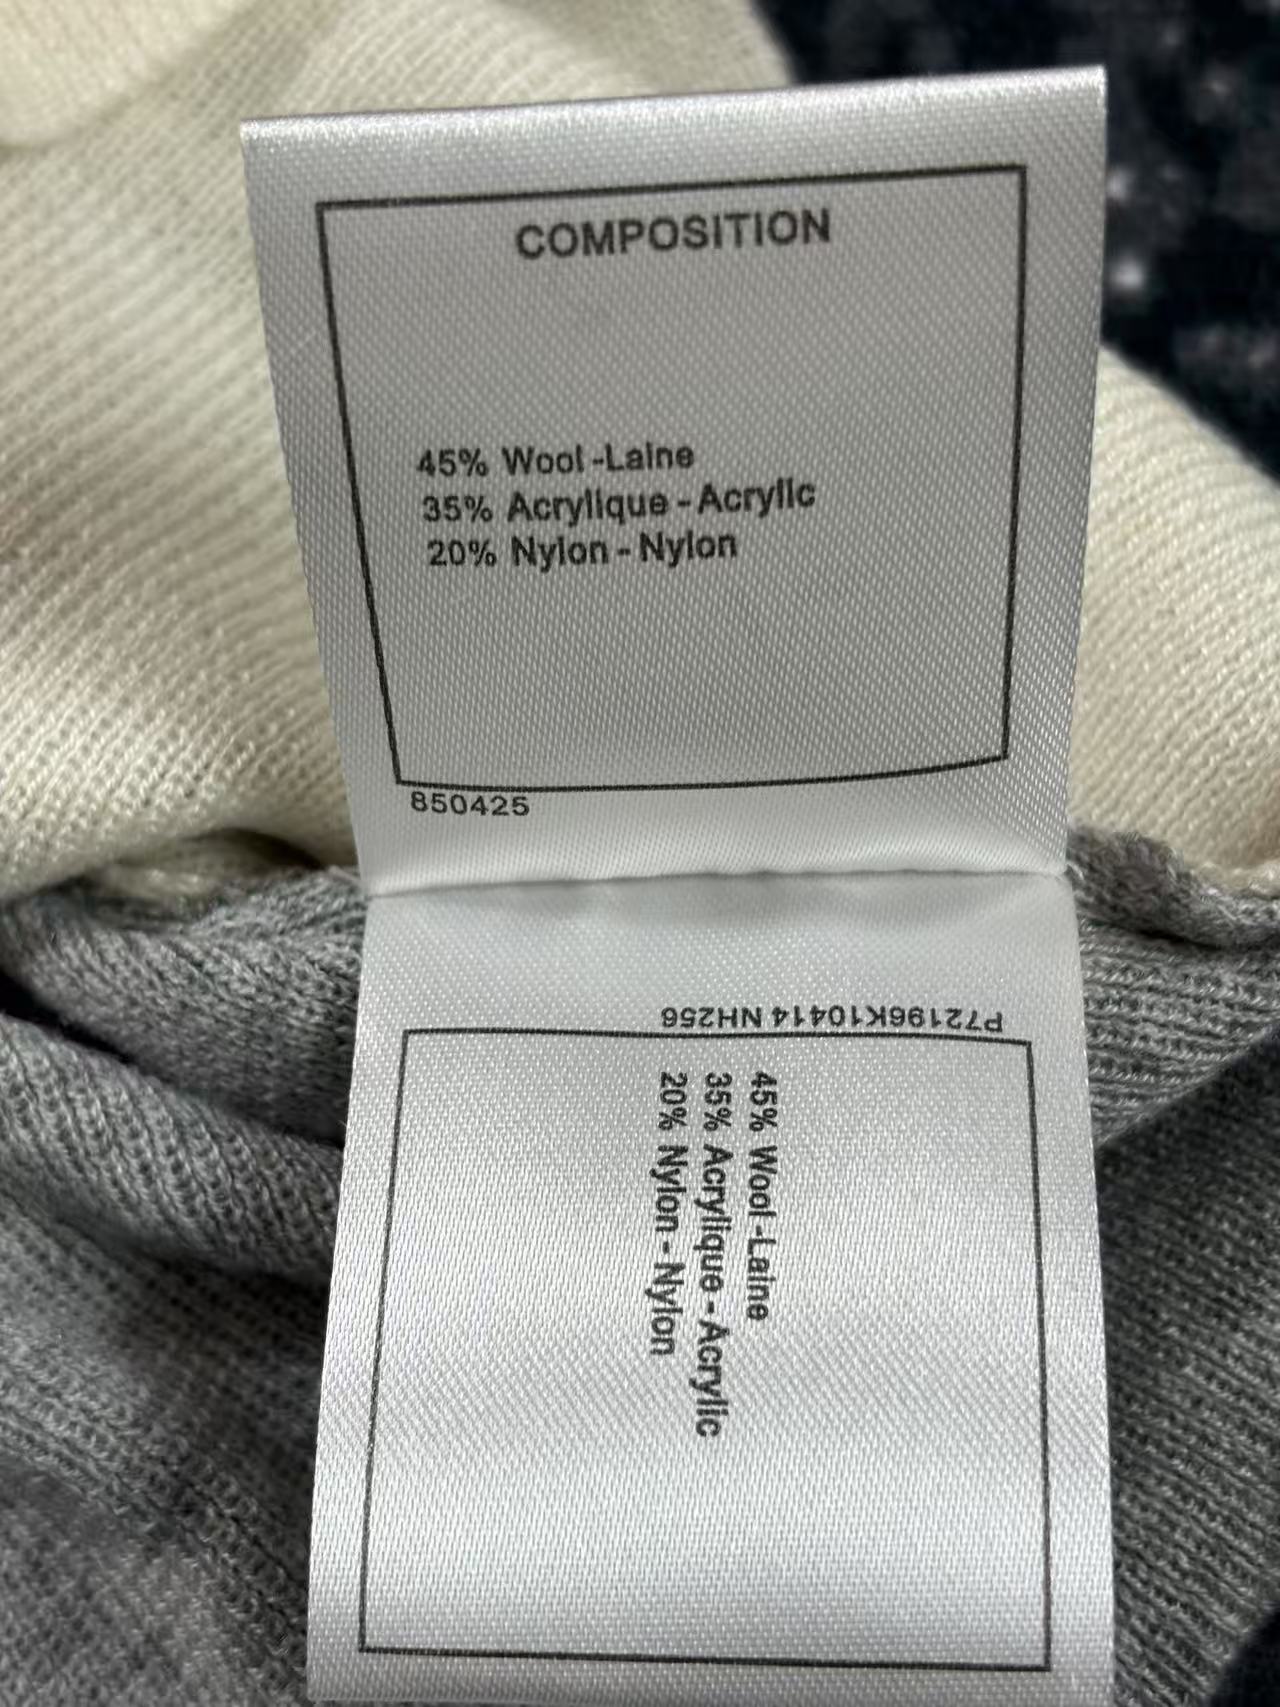 COMPOSITION
45% Wool -Laine
35% Acrylique - Acrylic
20% Nylon - Nylon
850425
P72196K10414 NH256
45% Wool -Laine
35% Acrylique - Acrylic
20% Nylon - Nylon